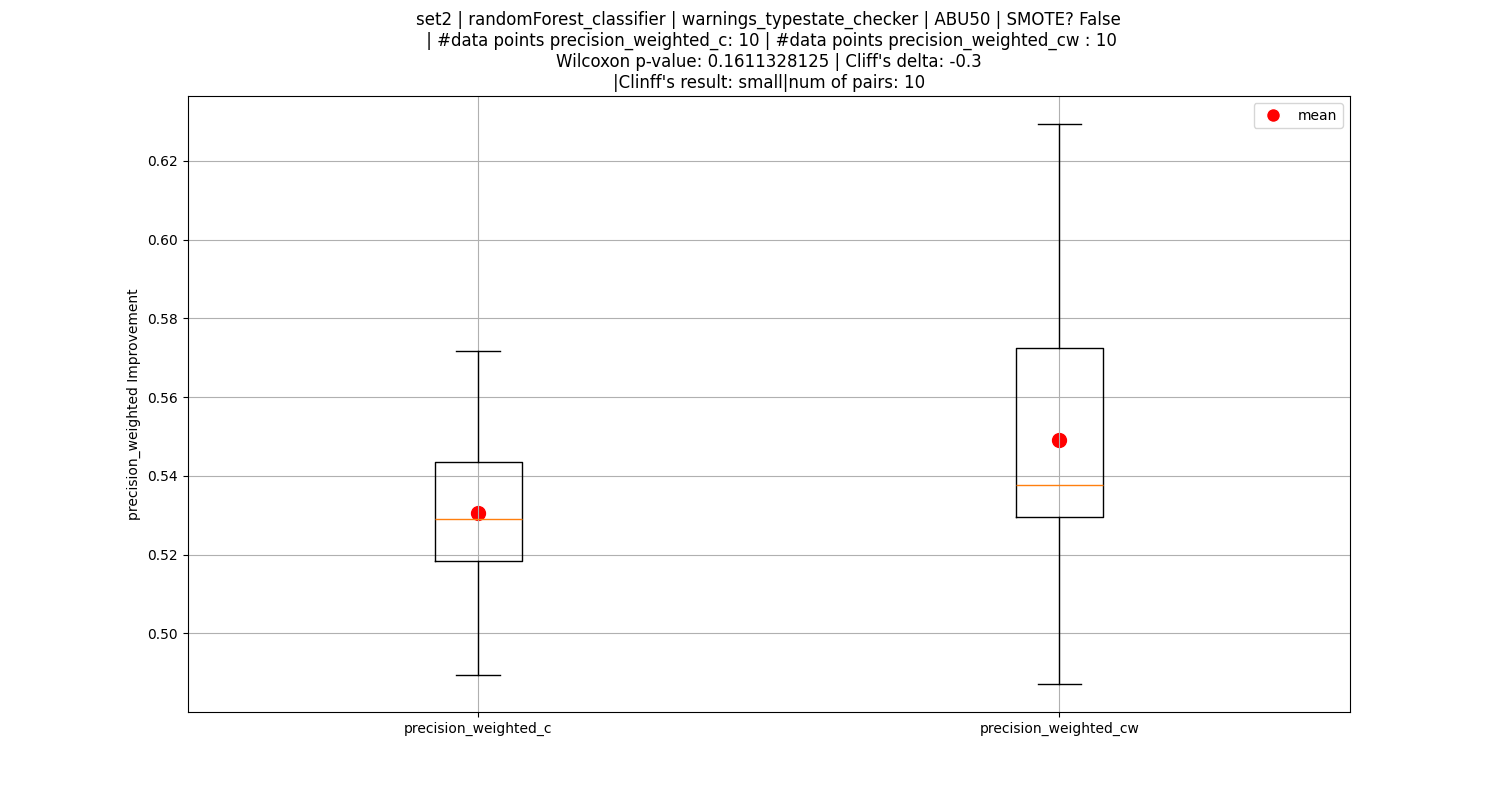 set2 | randomForest_classifier | warnings_typestate_checker | ABU50 | SMOTE? False
| #data points precision_weighted_c: 10 | #data points precision_weighted_cw : 10
Wilcoxon p-value: 0.1611328125 | Cliff's delta: -0.3
|Clinff's result: small|num of pairs: 10
mean
0.62
0.60
0.58
0.56
0.54
0.52
0.50
precision_weighted Improvement
precision_weighted_c
precision_weighted_cw